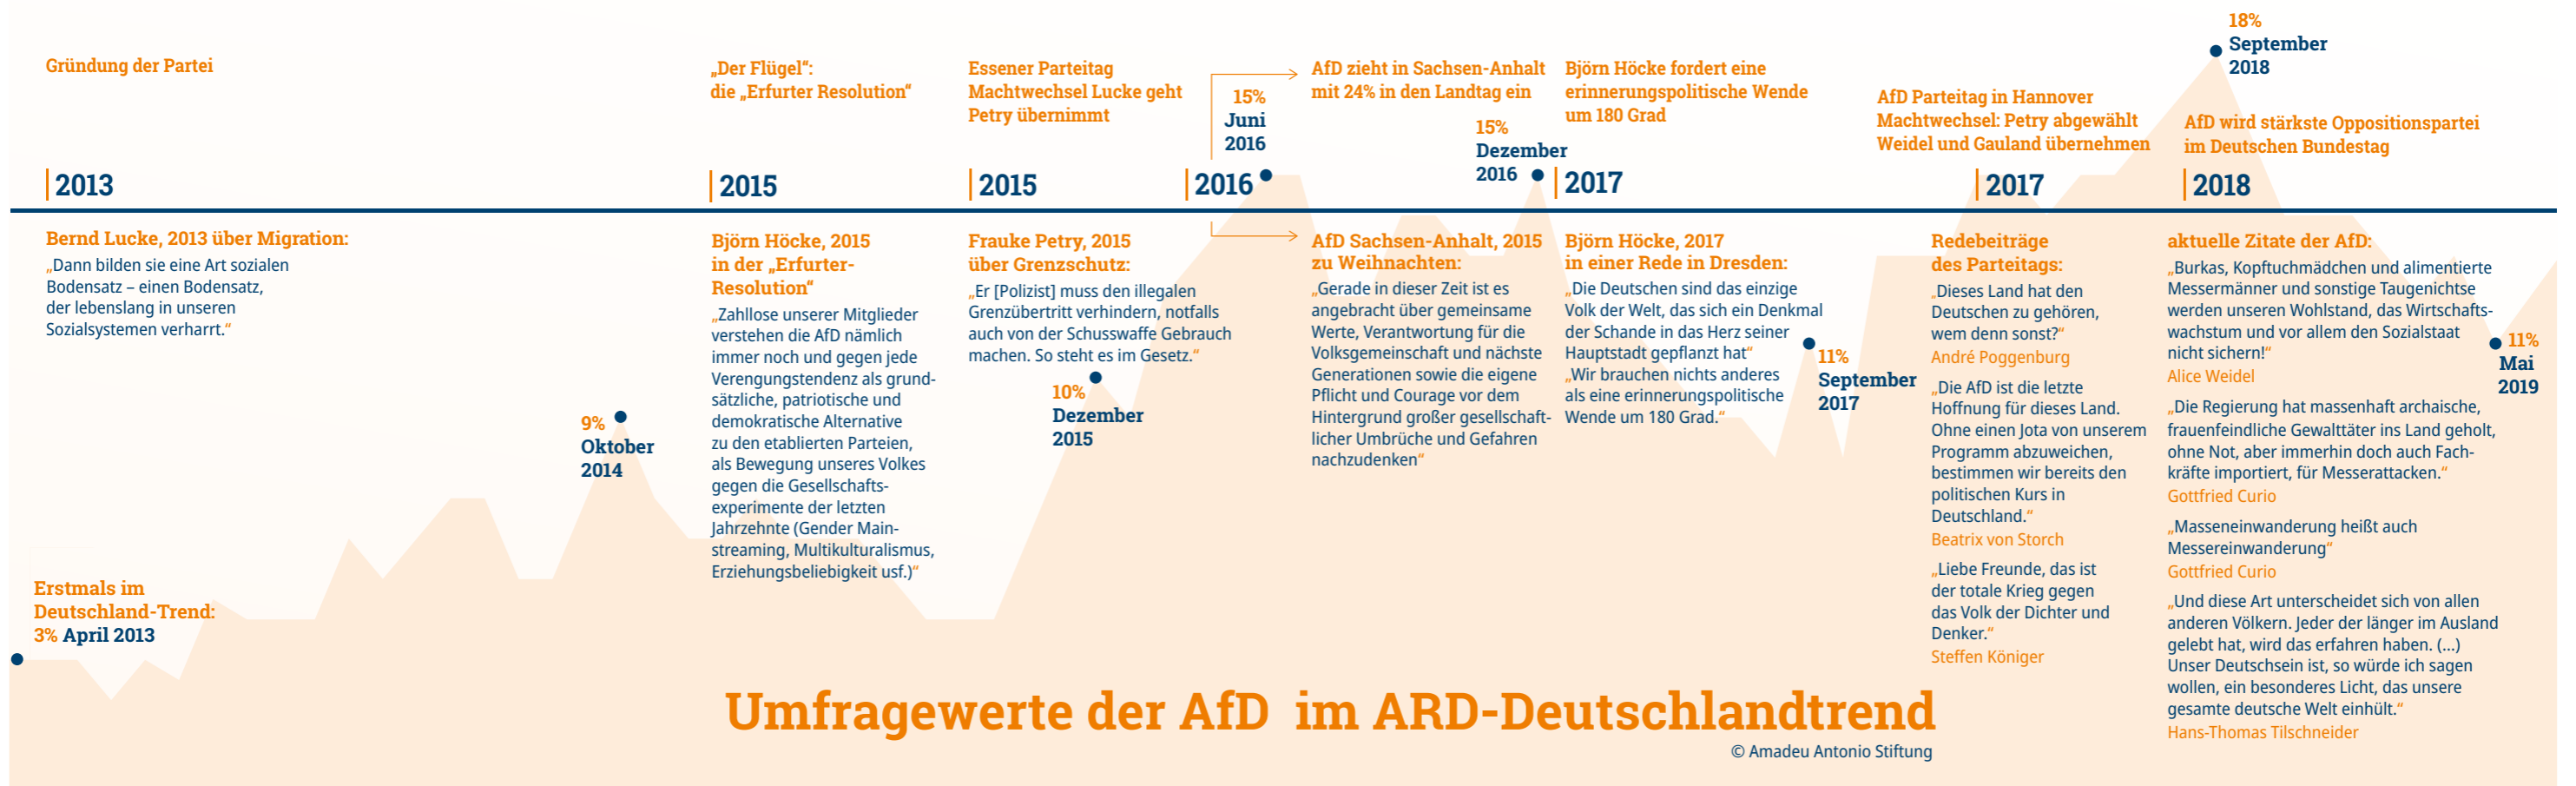 Gründung der Partei
2013
Bernd Lucke, 2013 über Migration:
„Dann bilden sie eine Art sozialen
Bodensatz – einen Bodensatz,
der lebenslang in unseren
Sozialsystemen verharrt.“
Erstmals im
Deutschland-Trend:
3% April 2013
9%
Oktober
2014
„Der Flügel“:
die „Erfurter Resolution“
2015
Björn Höcke, 2015
in der „Erfurter-
Resolution“
„Zahllose unserer Mitglieder
verstehen die AfD nämlich
immer noch und gegen jede
Verengungstendenz als grund-
sätzliche, patriotische und
demokratische Alternative
zu den etablierten Parteien,
als Bewegung unseres Volkes
gegen die Gesellschafts-
experimente der letzten
Jahrzehnte (Gender Main-
streaming, Multikulturalismus,
Erziehungsbeliebigkeit usf.)“
Essener Parteitag
Machtwechsel Lucke geht
Petry übernimmt
2015
Frauke Petry, 2015
über Grenzschutz:
„Er [Polizist] muss den illegalen
Grenzübertritt verhindern, notfalls
auch von der Schusswaffe Gebrauch
machen. So steht es im Gesetz.“
10%
Dezember
2015
15%
Juni
2016
2016
AfD zieht in Sachsen-Anhalt
mit 24% in den Landtag ein
AfD Sachsen-Anhalt, 2015
zu Weihnachten:
„Gerade in dieser Zeit ist es
angebracht über gemeinsame
Werte, Verantwortung für die
Volksgemeinschaft und nächste
Generationen sowie die eigene
Pflicht und Courage vor dem
Hintergrund großer gesellschaft-
licher Umbrüche und Gefahren
nachzudenken“
15%
Dezember
2016
Björn Höcke fordert eine
erinnerungspolitische Wende
um 180 Grad
2017
Björn Höcke, 2017
in einer Rede in Dresden:
„Die Deutschen sind das einzige
Volk der Welt, das sich ein Denkmal
der Schande in das Herz seiner
Hauptstadt gepflanzt hat“
„Wir brauchen nichts anderes
als eine erinnerungspolitische
Wende um 180 Grad.“
11%
September
2017
AfD Parteitag in Hannover
Machtwechsel: Petry abgewählt
Weidel und Gauland übernehmen
2017
Redebeiträge
des Parteitags:
„Dieses Land hat den
Deutschen zu gehören,
wem denn sonst?“
André Poggenburg
„Die AfD ist die letzte
Hoffnung für dieses Land.
Ohne einen Jota von unserem
Programm abzuweichen,
bestimmen wir bereits den
politischen Kurs in
Deutschland.“
Beatrix von Storch
„Liebe Freunde, das ist
der totale Krieg gegen
das Volk der Dichter und
Denker.“
Steffen Königer
18%
September
2018
AfD wird stärkste Oppositionspartei
im Deutschen Bundestag
2018
aktuelle Zitate der AfD:
„Burkas, Kopftuchmädchen und alimentierte
Messermänner und sonstige Taugenichtse
werden unseren Wohlstand, das Wirtschafts-
wachstum und vor allem den Sozialstaat
nicht sichern!“
Alice Weidel
„Die Regierung hat massenhaft archaische,
frauenfeindliche Gewalttäter ins Land geholt,
ohne Not, aber immerhin doch auch Fach-
kräfte importiert, für Messerattacken.“
Gottfried Curio
„Masseneinwanderung heißt auch
Messereinwanderung“
Gottfried Curio
„Und diese Art unterscheidet sich von allen
anderen Völkern. Jeder der länger im Ausland
gelebt hat, wird das erfahren haben. (...)
Unser Deutschsein ist, so würde ich sagen
wollen, ein besonderes Licht, das unsere
gesamte deutsche Welt einhült.“
Hans-Thomas Tilschneider
11%
Mai
2019
Umfragewerte der AfD im ARD-Deutschlandtrend
© Amadeu Antonio Stiftung